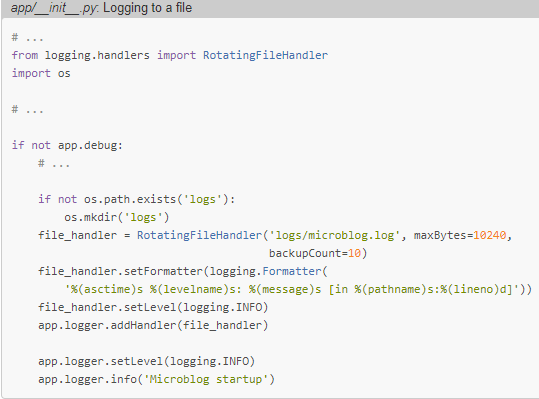 app/__init__.py: Logging to a file
# ...
from logging.handlers import RotatingFileHandler
import os
# ...
if not app.debug:
    # ...
    if not os.path.exists('logs'):
        os.mkdir('logs')
    file_handler = RotatingFileHandler('logs/microblog.log', maxBytes=10240,
                                       backupCount=10)
    file_handler.setFormatter(logging.Formatter(
        '%(asctime)s %(levelname)s: %(message)s [in %(pathname)s:%(lineno)d]'))
    file_handler.setLevel(logging.INFO)
    app.logger.addHandler(file_handler)
    app.logger.setLevel(logging.INFO)
    app.logger.info('Microblog startup')